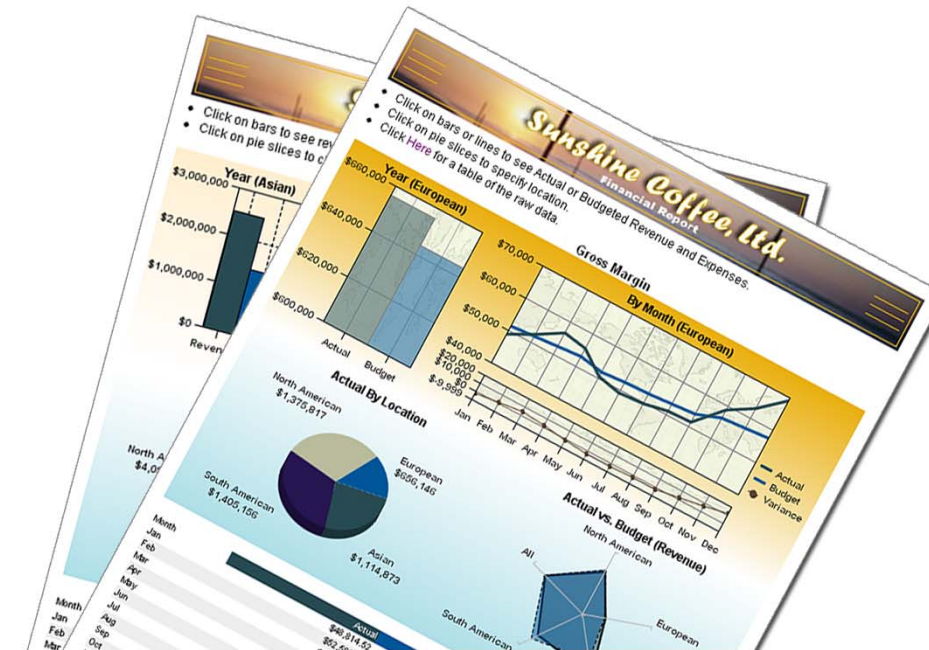 Sunshine Coffee, Ltd.
Financial Report
Click on bars or lines to see Actual or Budgeted Revenue and Expenses.
Click on pie slices to specify location.
Click Here for a table of the raw data.
Year (European)
$660,000
$640,000
$620,000
$600,000
Actual
Budget
Gross Margin
By Month (European)
$70,000
$60,000
$50,000
$40,000
$20,000
$10,000
$0
$-9,999
Jan Feb Mar Apr May Jun Jul Aug Sep Oct Nov Dec
Actual
Budget
Variance
Actual By Location
North American
$1,375,817
European
$656,146
South American
$1,405,156
Asian
$1,114,873
Actual vs. Budget (Revenue)
North American
All
European
South American
Month
Actual
Jan
$48,814.52
Feb
Mar
Apr
May
Jun
Jul
Aug
Sep
Oct
Click on bars to see rev
Click on pie slices to c
Year (Asian)
$3,000,000
$2,000,000
$1,000,000
$0
Reven
North A
Month
Jan
Feb
Mar